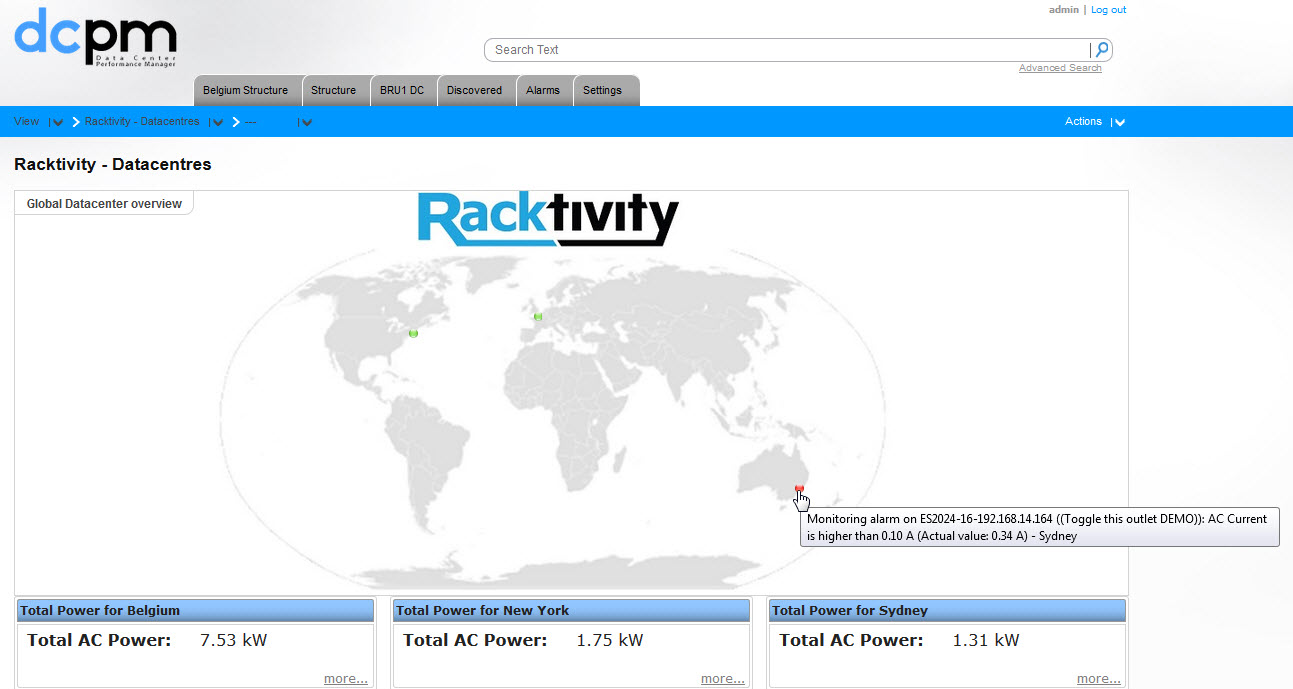 admin | Log out
dcpm
Data Center
Performance Manager
Search Text
Advanced Search
Belgium Structure Structure BRU1 DC Discovered Alarms Settings
View Racktivity - Datacentres --- Actions
Racktivity - Datacentres
Global Datacenter overview
Racktivity
Monitoring alarm on ES2024-16-192.168.14.164 ((Toggle this outlet DEMO)): AC Current
is higher than 0.10 A (Actual value: 0.34 A) - Sydney
Total Power for Belgium Total Power for New York Total Power for Sydney
Total AC Power: 7.53 kW Total AC Power: 1.75 kW Total AC Power: 1.31 kW
more... more... more...